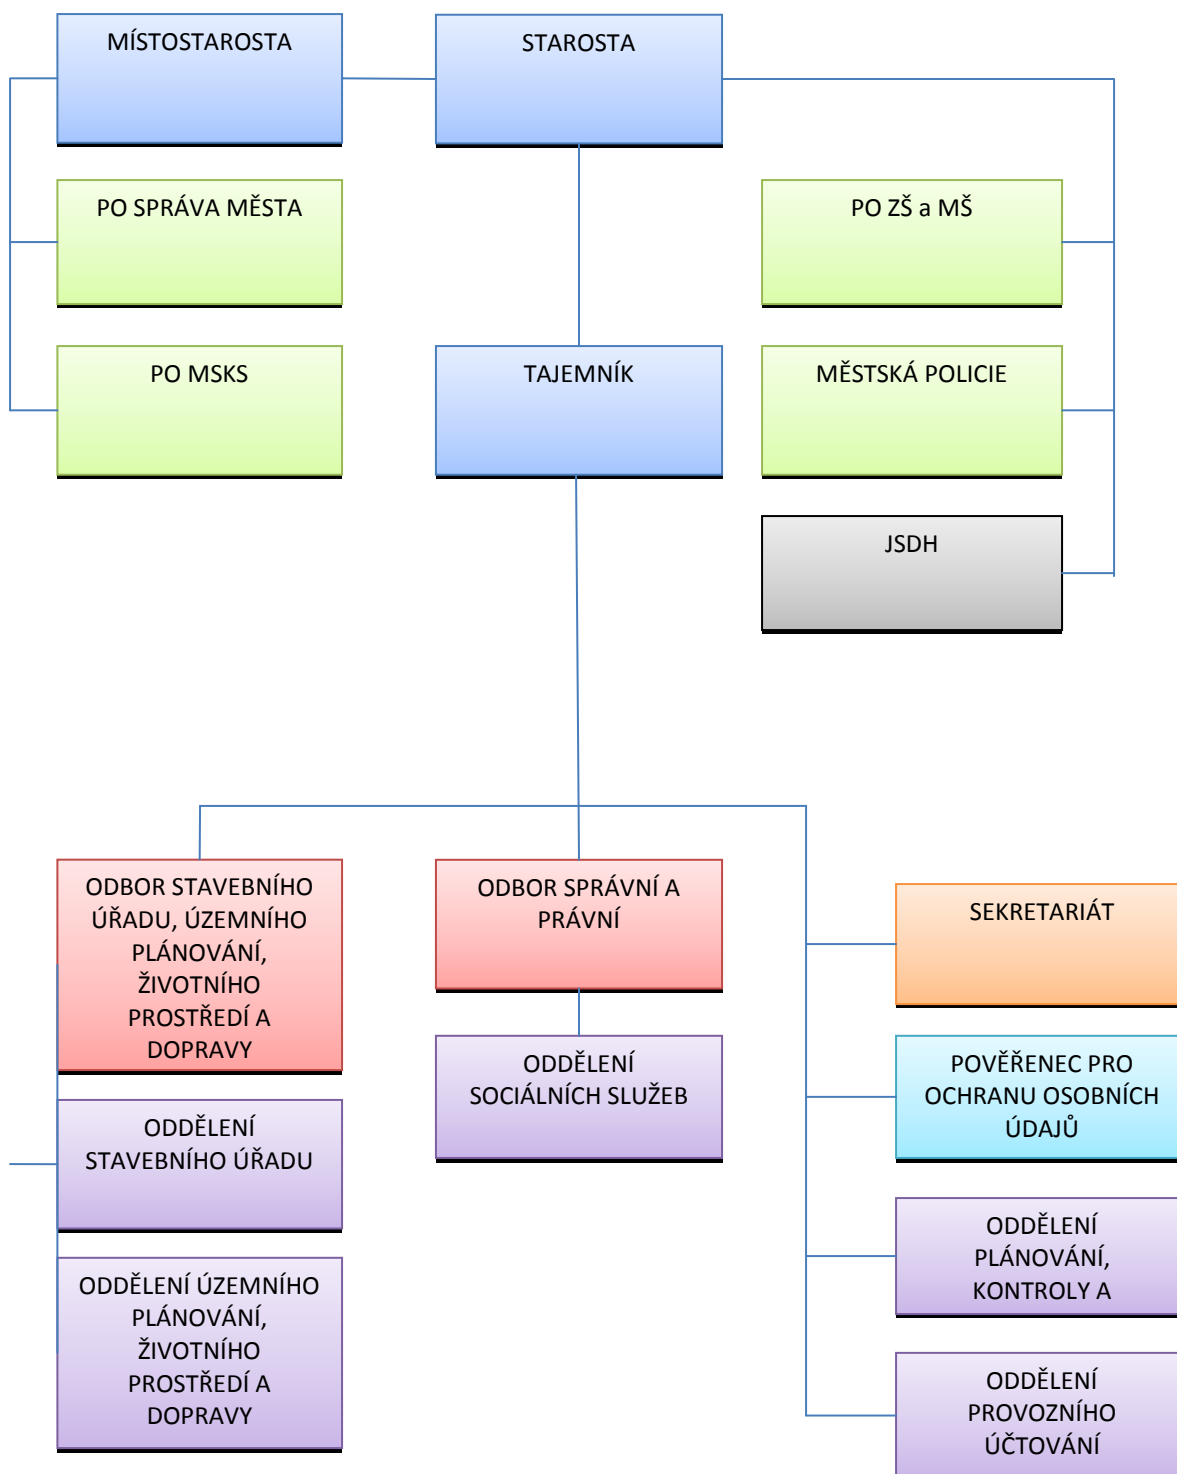 MÍSTOSTAROSTA
STAROSTA
PO SPRÁVA MĚSTA
PO ZŠ a MŠ
PO MSKS
TAJEMNÍK
MĚSTSKÁ POLICIE
JSDH
ODBOR STAVEBNÍHO
ÚŘADU, ÚZEMNÍHO
PLÁNOVÁNÍ,
ŽIVOTNÍHO
PROSTŘEDÍ A
DOPRAVY
ODBOR SPRÁVNÍ A
PRÁVNÍ
SEKRETARIÁT
ODDĚLENÍ
SOCIÁLNÍCH SLUŽEB
POVĚŘENEC PRO
OCHRANU OSOBNÍCH
ÚDAJŮ
ODDĚLENÍ
STAVEBNÍHO ÚŘADU
ODDĚLENÍ
PLÁNOVÁNÍ,
KONTROLY A
ODDĚLENÍ ÚZEMNÍHO
PLÁNOVÁNÍ,
ŽIVOTNÍHO
PROSTŘEDÍ A
DOPRAVY
ODDĚLENÍ
PROVOZNÍHO
ÚČTOVÁNÍ